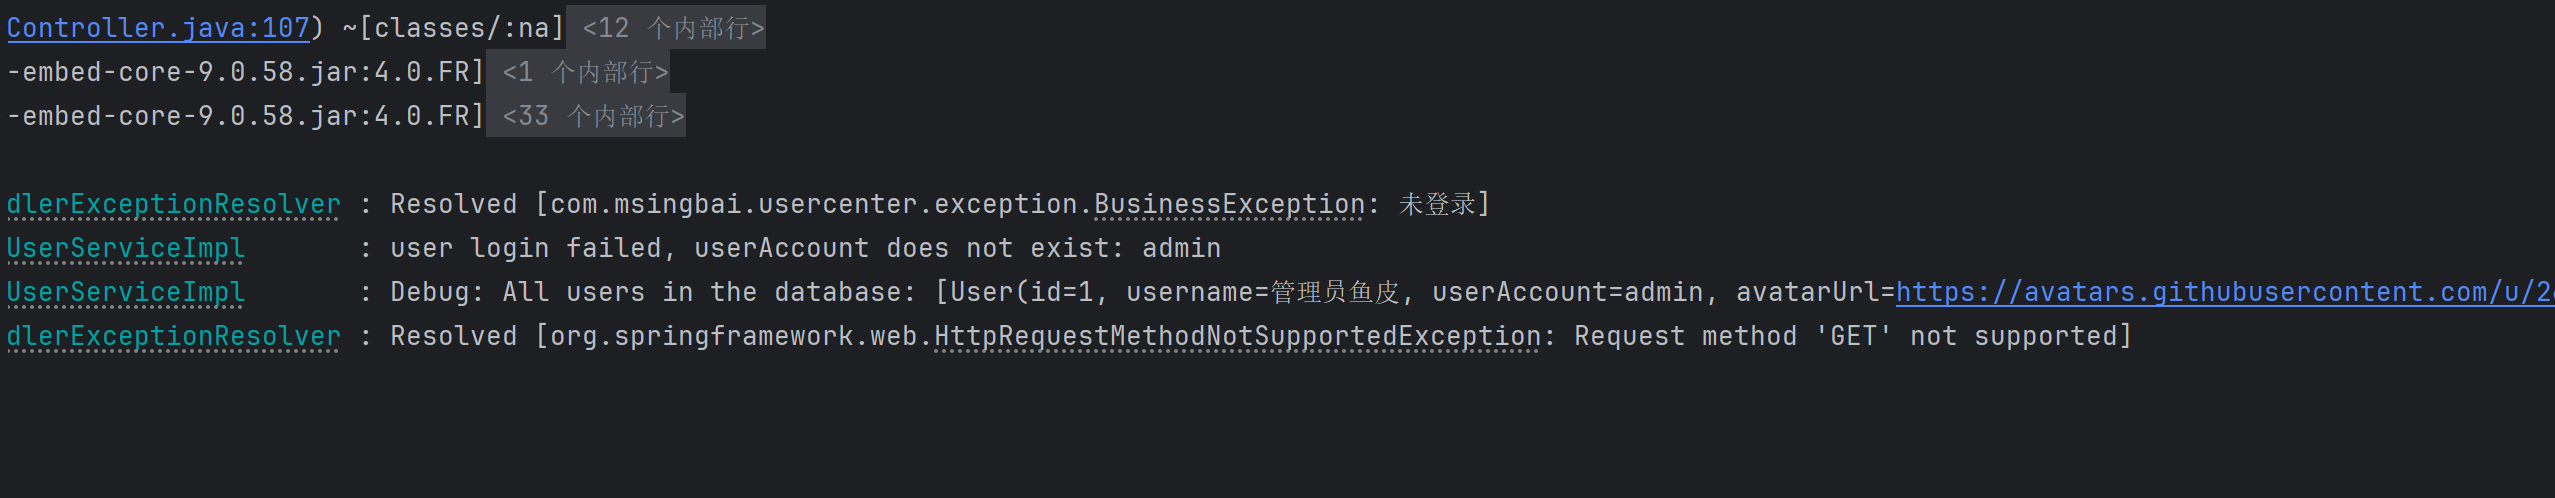 Controller.java:107) ~[classes/:na] <12 个内部行>
-embed-core-9.0.58.jar:4.0.FR] <1 个内部行>
-embed-core-9.0.58.jar:4.0.FR] <33 个内部行>
dlerExceptionResolver : Resolved [com.msingbai.usercenter.exception.BusinessException: 未登录]
UserServiceImpl : user login failed, userAccount does not exist: admin
UserServiceImpl : Debug: All users in the database: [User(id=1, username=管理员鱼皮, userAccount=admin, avatarUrl=https://avatars.githubusercontent.com/u/2
dlerExceptionResolver : Resolved [org.springframework.web.HttpRequestMethodNotSupportedException: Request method 'GET' not supported]